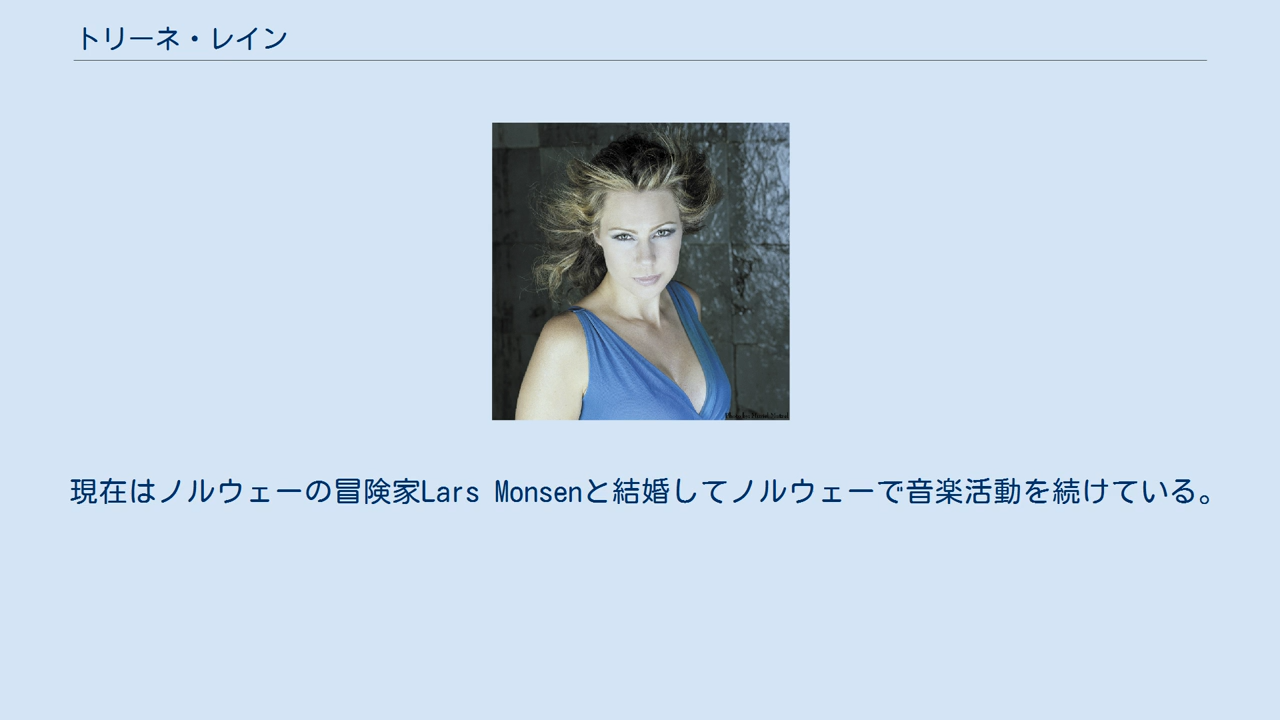 トリーネ・レイン
現在はノルウェーの冒険家Lars Monsenと結婚してノルウェーで音楽活動を続けている。